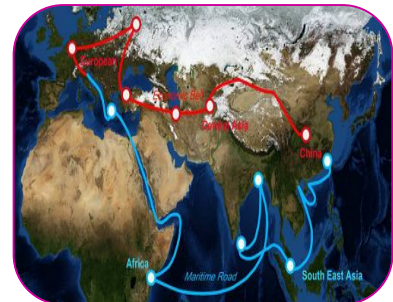 European
Economic Belt
Central Asia
China
Africa
Maritime Road
South East Asia